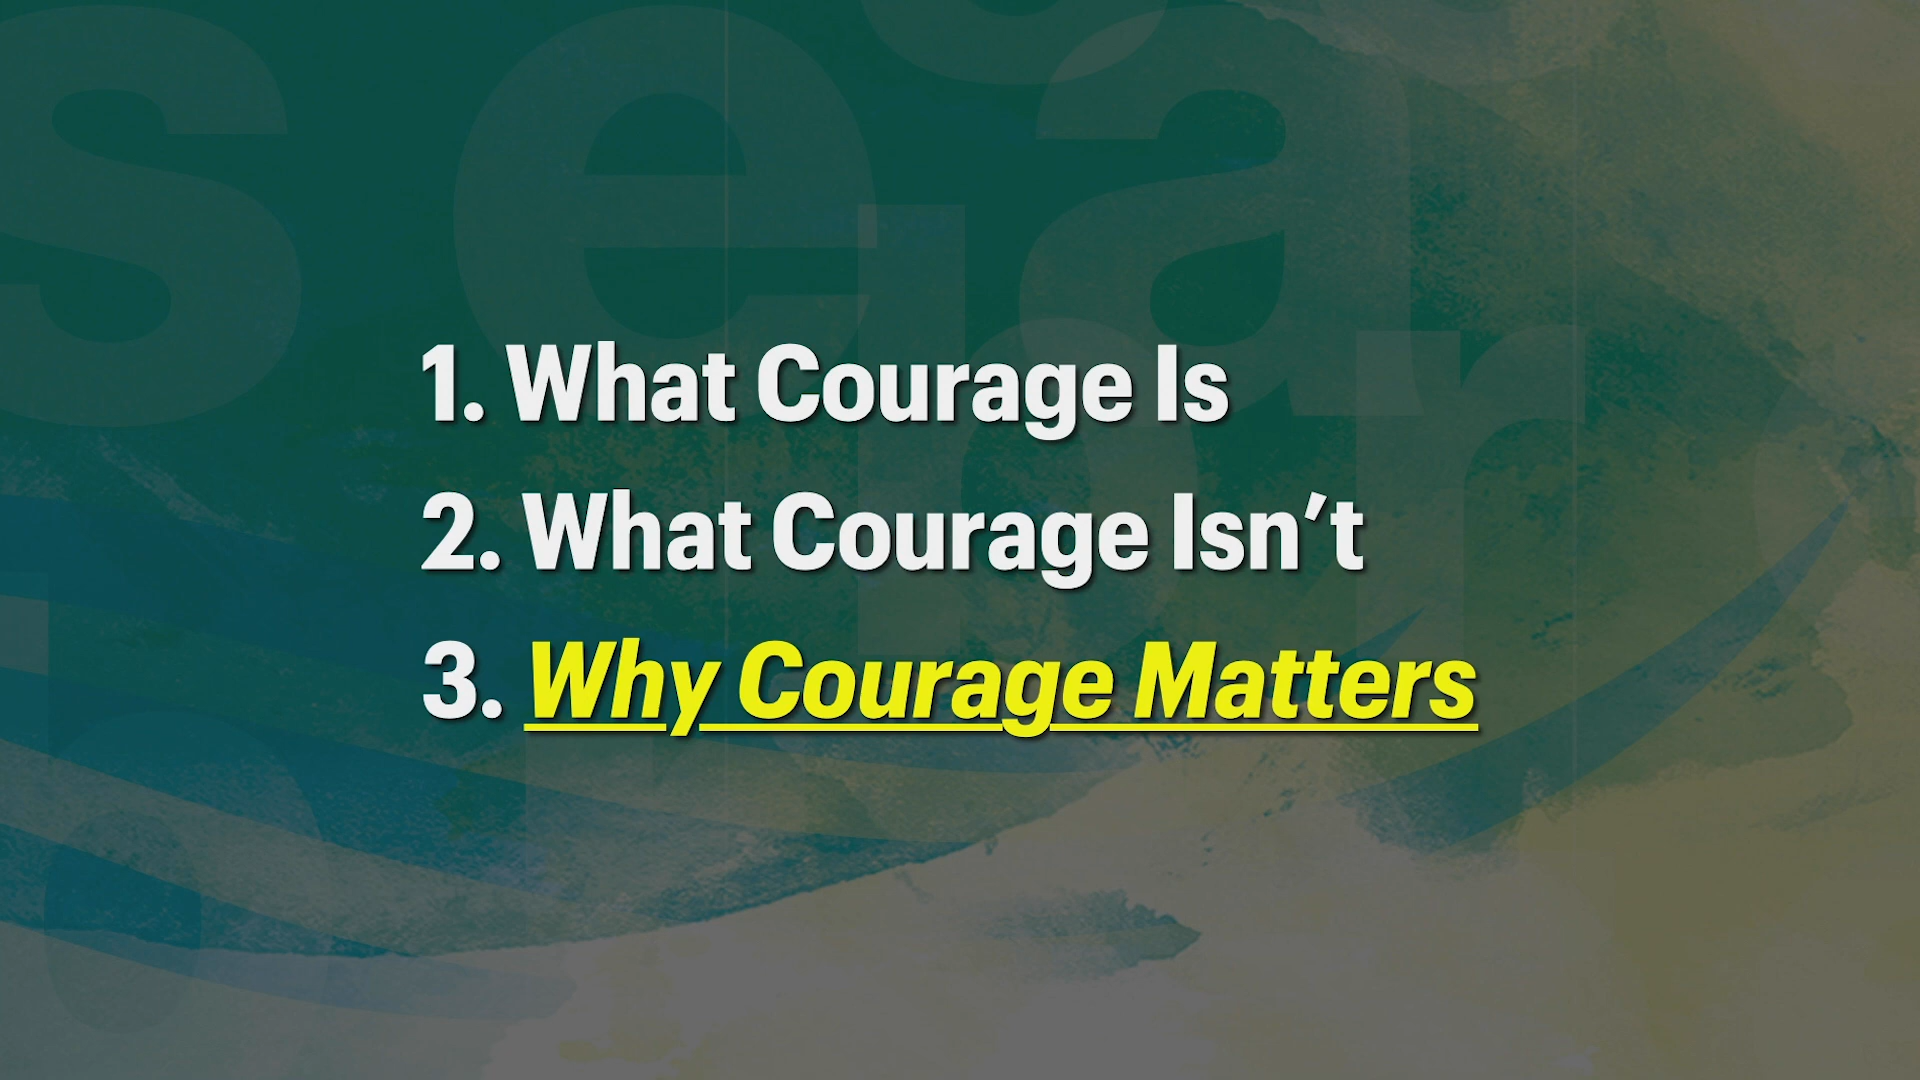 1. What Courage Is
2. What Courage Isn’t
3. Why Courage Matters